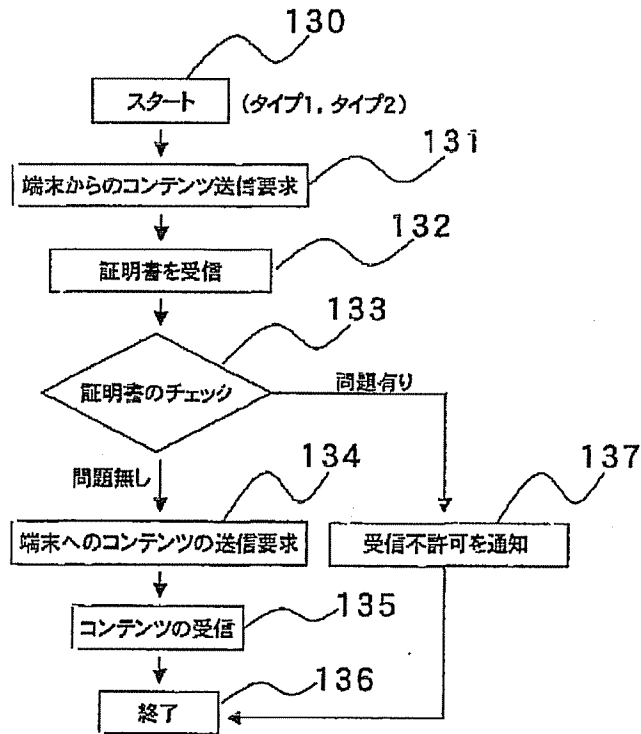 130
スタート (タイプ1, タイプ2)
131
端末からのコンテンツ送信要求
132
証明書を受信
133
証明書のチェック
問題有り
問題無し
134
137
端末へのコンテンツの送信要求
受信不許可を通知
135
コンテンツの受信
136
終了